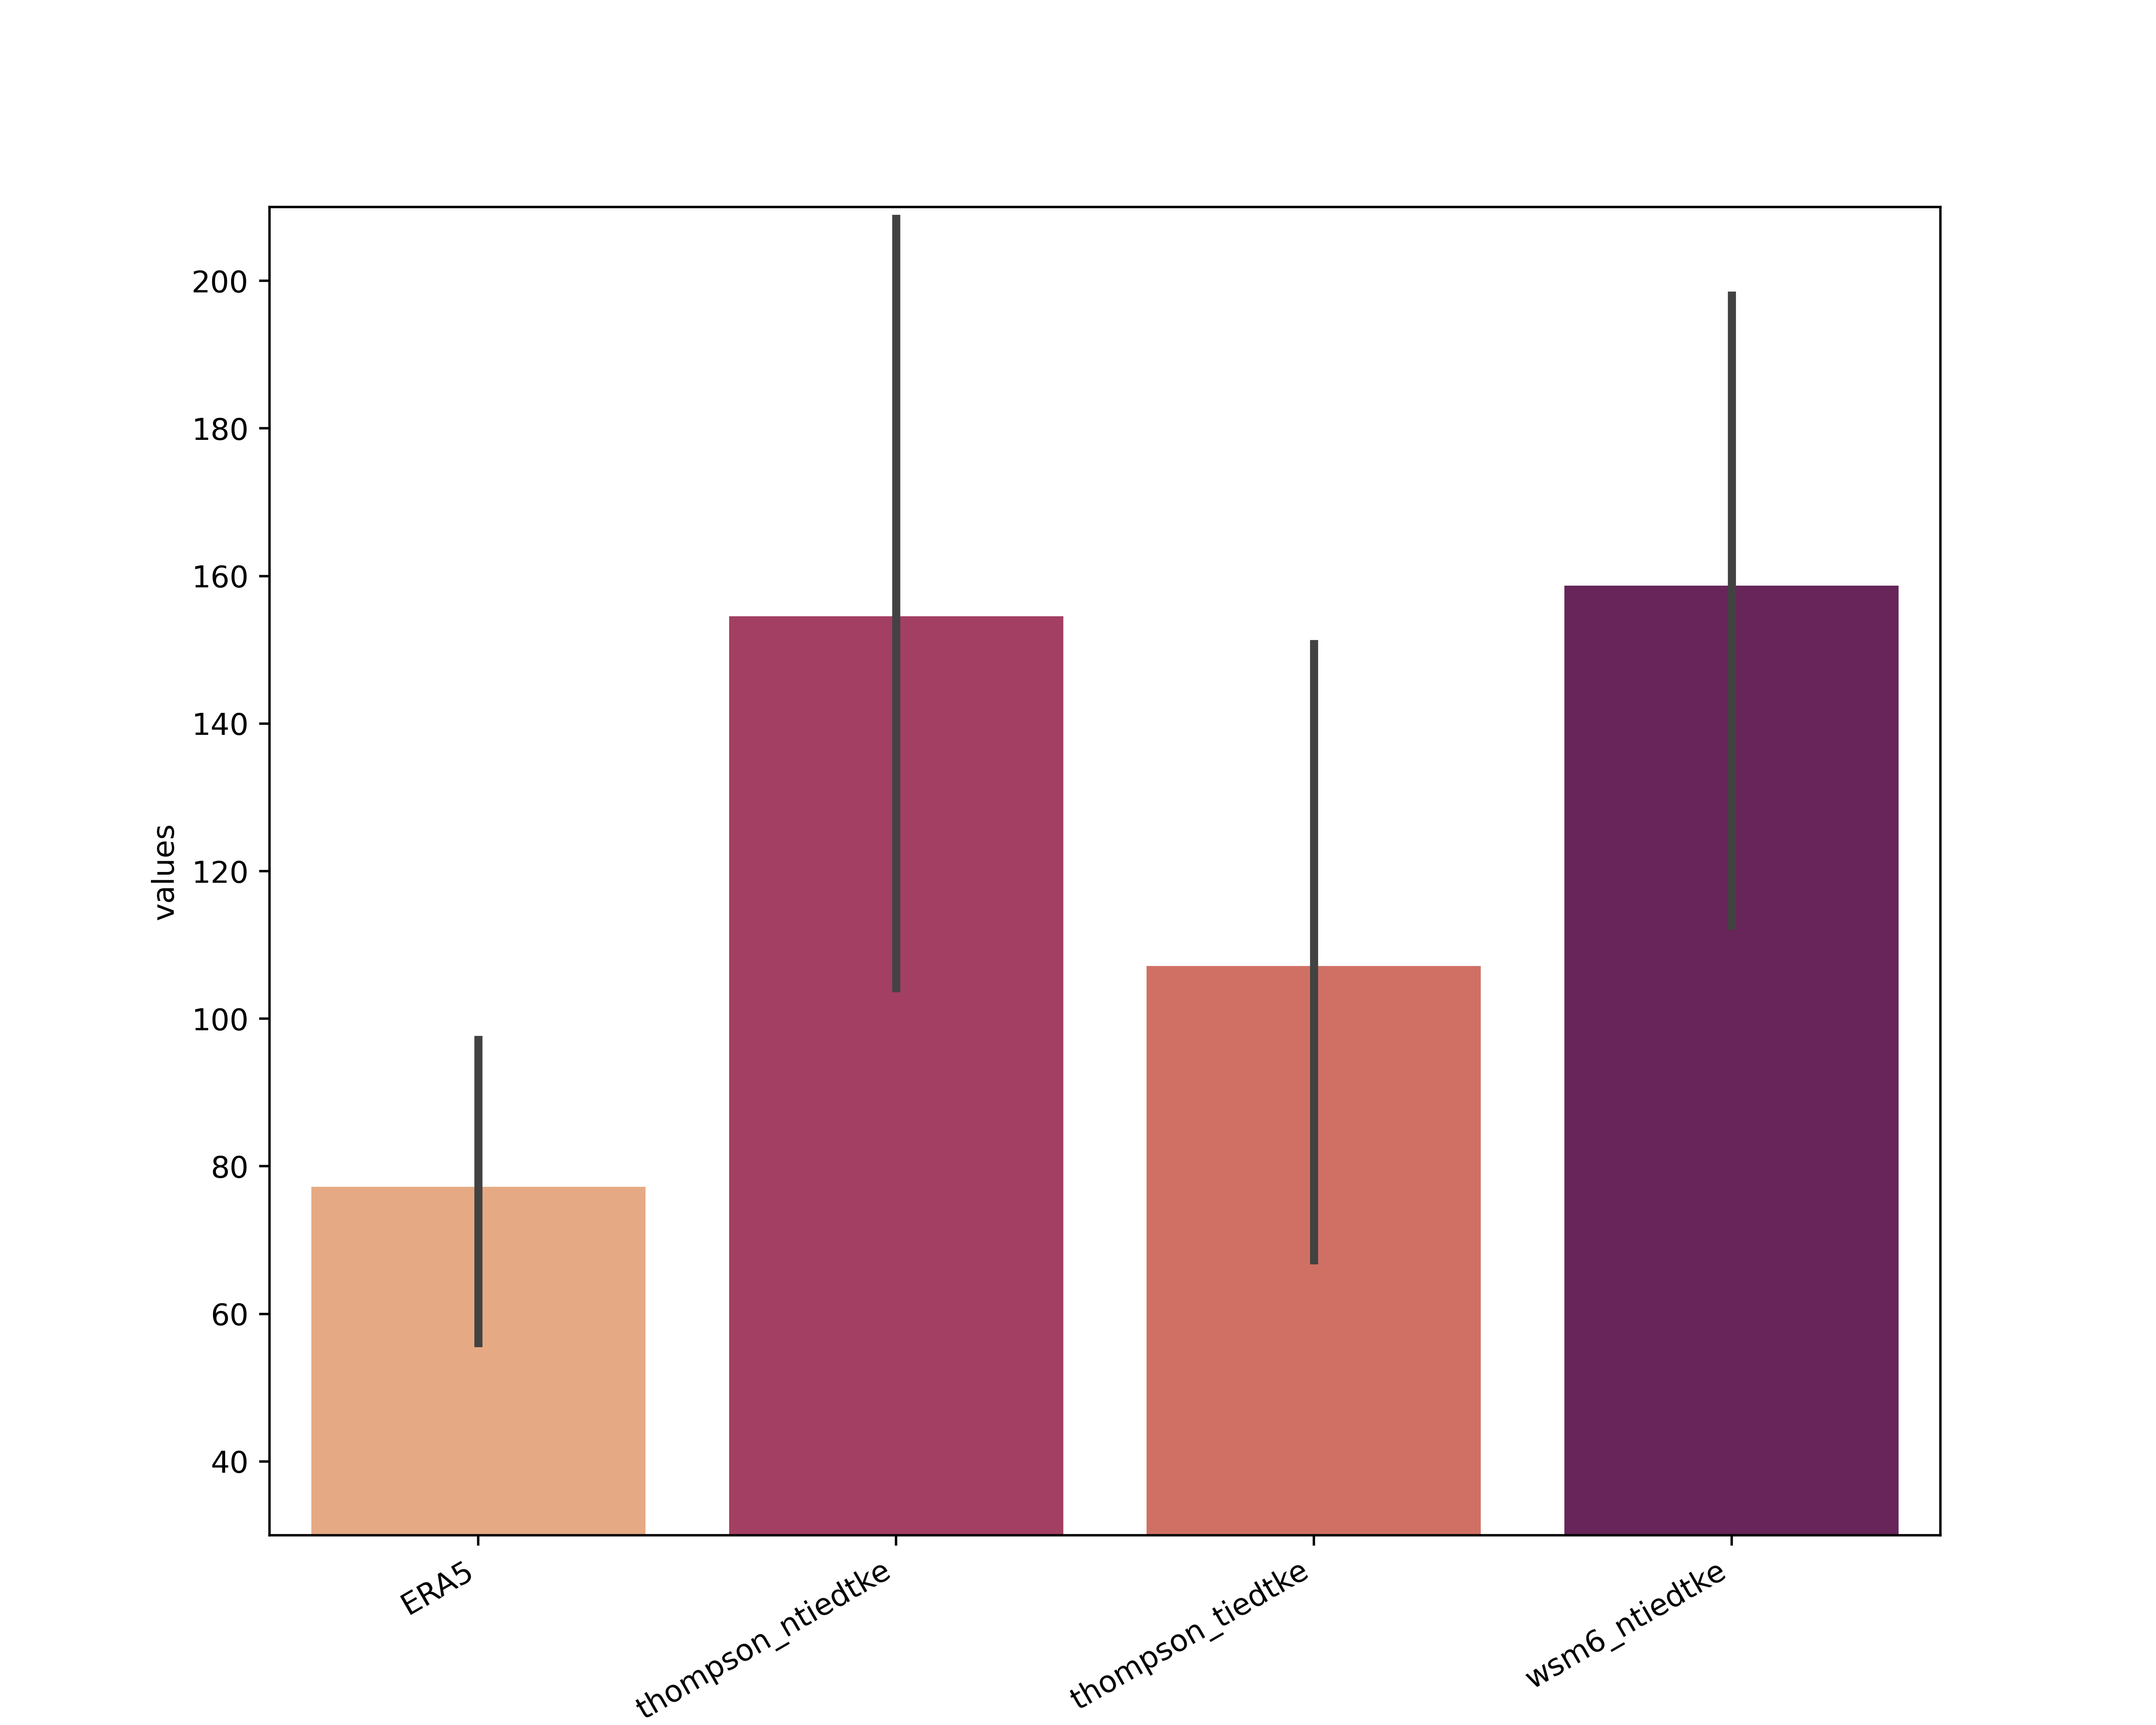 values
200
180
160
140
120
100
80
60
40
ERA5
thompson_ntiedtke
thompson_tiedtke
wsm6_ntiedtke